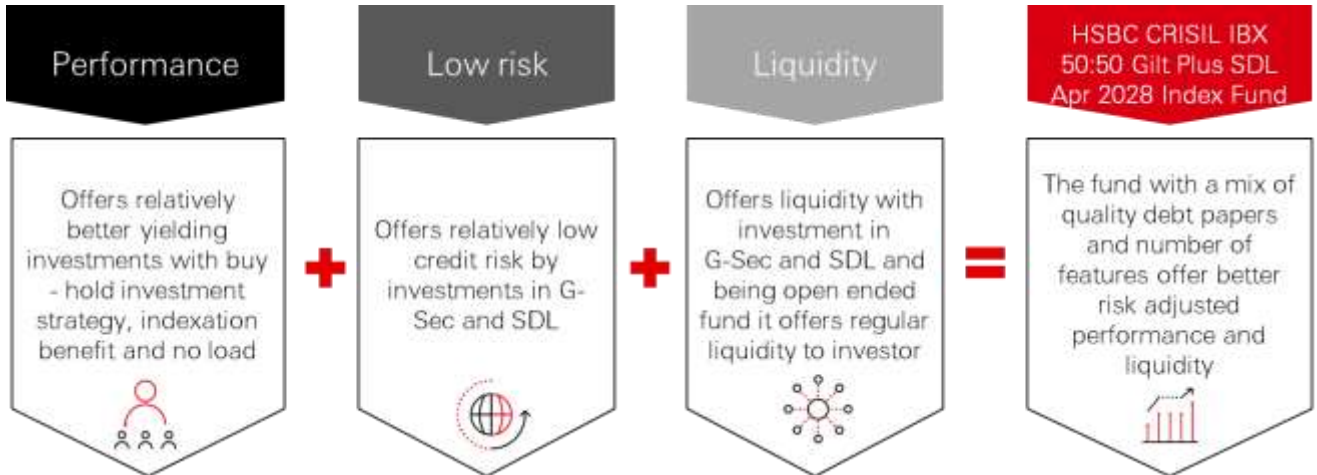 Performance
Offers relatively
better yielding
investments with buy
- hold investment
strategy, indexation
benefit and no load
Low risk
Offers relatively low
credit risk by
investments in G-
Sec and SDL
Liquidity
Offers liquidity with
investment in
G-Sec and SDL and
being open ended
fund it offers regular
liquidity to investor
HSBC CRISIL IBX
50:50 Gilt Plus SDL
Apr 2028 Index Fund
The fund with a mix of
quality debt papers
and number of
features offer better
risk adjusted
performance and
liquidity